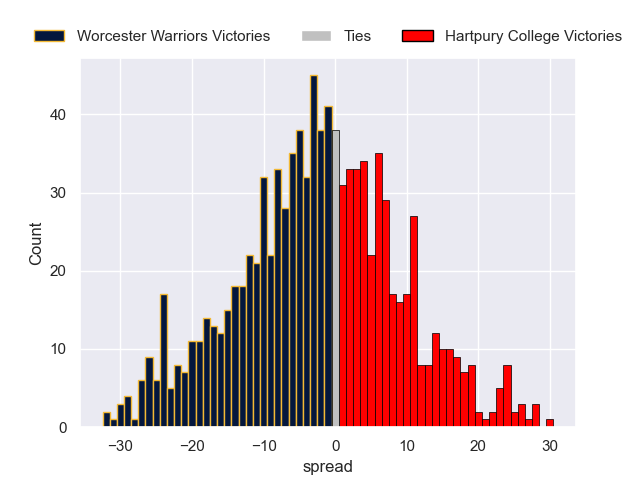 Worcester Warriors Victories Ties Hartpury College Victories
40
30
20
10
0
Count
−30 −20 −10 0 10 20 30
spread